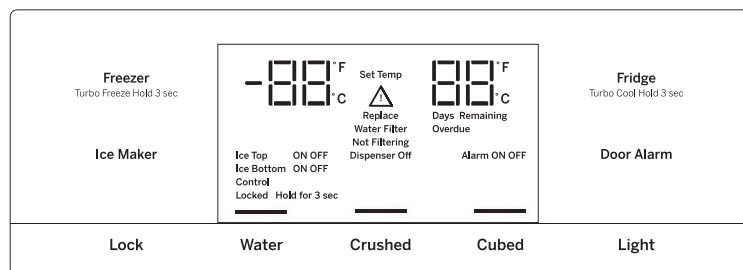 Freezer
Turbo Freeze Hold 3 sec
Ice Maker
-88 °F
°C
Set Temp
88 °F
°C
Replace
Water Filter
Not Filtering
Dispenser Off
Days Remaining
Overdue
Ice Top ON OFF
Ice Bottom ON OFF
Control
Locked Hold for 3 sec
Alarm ON OFF
Fridge
Turbo Cool Hold 3 sec
Door Alarm
Lock
Water
Crushed
Cubed
Light